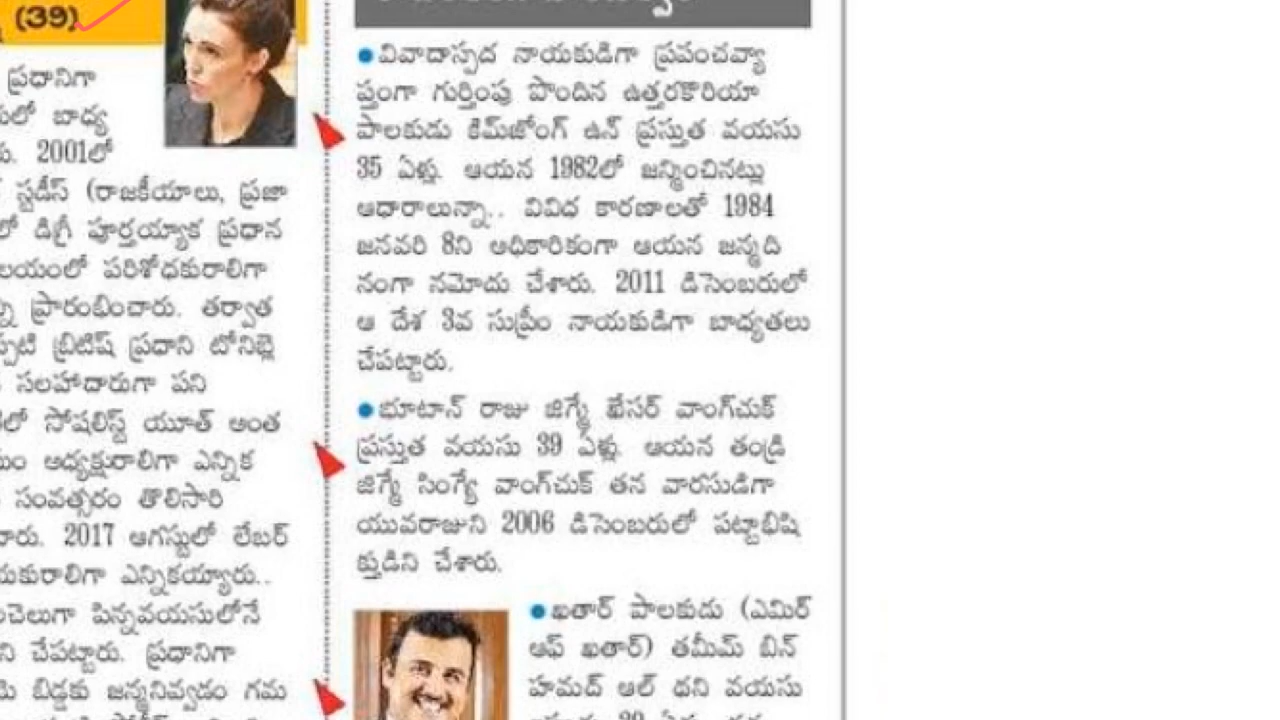 (39)
ప్రధానిగా
యలో బాధ్య
రు. 2001లో
స్టడీస్ (రాజకీయాలు, ప్రజా
లో డిగ్రీ పూర్తయ్యాక ప్రధాన
లయంలో పరిశోధకురాలిగా
న్ని ప్రారంభించారు. తర్వాత
ప్పటి బ్రిటిష్ ప్రధాని టోనిబ్లె
సలహాదారుగా పని
లో సోషలిస్ట్ యూత్ అంత
యం అధ్యక్షురాలిగా ఎన్నిక
సంవత్సరం తొలిసారి
చారు. 2017 ఆగస్టులో లేబర్
యకురాలిగా ఎన్నికయ్యారు..
చెలుగా పిన్నవయసులోనే
ని చేపట్టారు. ప్రధానిగా
బిడ్డకు జన్మనివ్వడం గమ
●వివాదాస్పద నాయకుడిగా ప్రపంచవ్యా
ప్తంగా గుర్తింపు పొందిన ఉత్తరకొరియా
పాలకుడు కిమ్‌జోంగ్ ఉన్ ప్రస్తుత వయసు
35 ఏళ్లు. ఆయన 1982లో జన్మించినట్లు
ఆధారాలున్నా.. వివిధ కారణాలతో 1984
జనవరి 8ని అధికారికంగా ఆయన జన్మది
నంగా నమోదు చేశారు. 2011 డిసెంబరులో
ఆ దేశ 3వ సుప్రీం నాయకుడిగా బాధ్యతలు
చేపట్టారు.
●భూటాన్ రాజు జిగ్మే ఖేసర్ వాంగ్‌చుక్
ప్రస్తుత వయసు 39 ఏళ్లు. ఆయన తండ్రి
జిగ్మే సింగ్యే వాంగ్‌చుక్ తన వారసుడిగా
యువరాజుని 2006 డిసెంబరులో పట్టాభిషి
క్తుడిని చేశారు.
●ఖతార్ పాలకుడు (ఎమిర్
ఆఫ్ ఖతార్) తమీమ్ బిన్
హమద్ ఆల్ థని వయసు